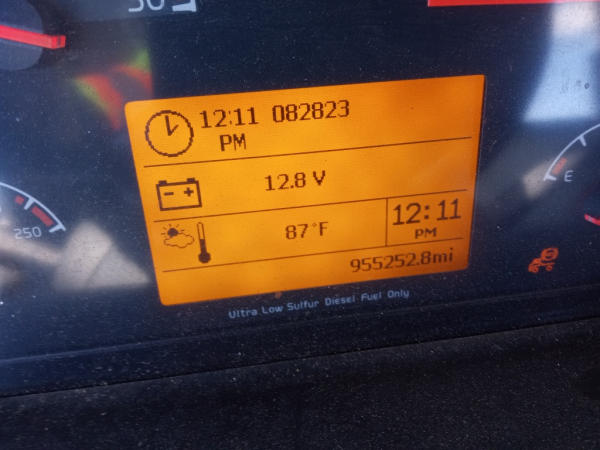 50
12:11 082823
PM
12.8 V
87°F
12:11
PM
955252.8mi
E
250
Ultra Low Sulfur Diesel Fuel Only